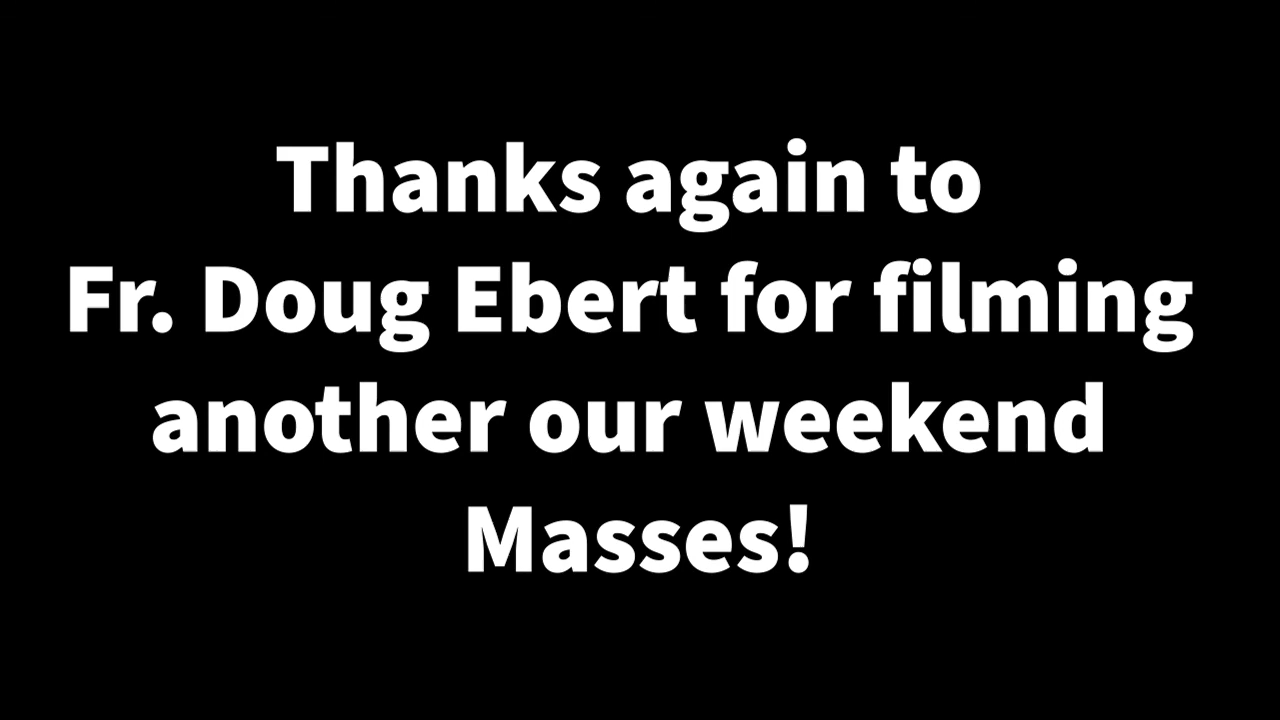 Thanks again to
Fr. Doug Ebert for filming
another our weekend
Masses!